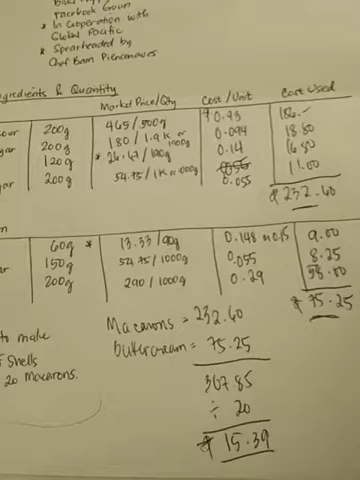 Facebook Group
* In Cooperation with
Global Pacific
* Spearheaded by
Chef Bam
Ingredients & Quantity
Market Price/Qty Cost/Unit Cost Used
200g 465/500g ₱0.93 186.-
200g 180/1.9K or 1000g 0.094 18.80
120g * 0.14 16.80
200g 54.75/1K or 1000g 0.055 11.00
₱232.60
60g * 13.33/90g 0.148 or 0.15 9.00
150g 54.75/1000g 0.055 8.25
200g 290/1000g 0.29 58.00
₱75.25
to make
Shells
20 Macarons.
Macarons = 232.60
buttercream = 75.25
307.85
÷ 20
₱15.39